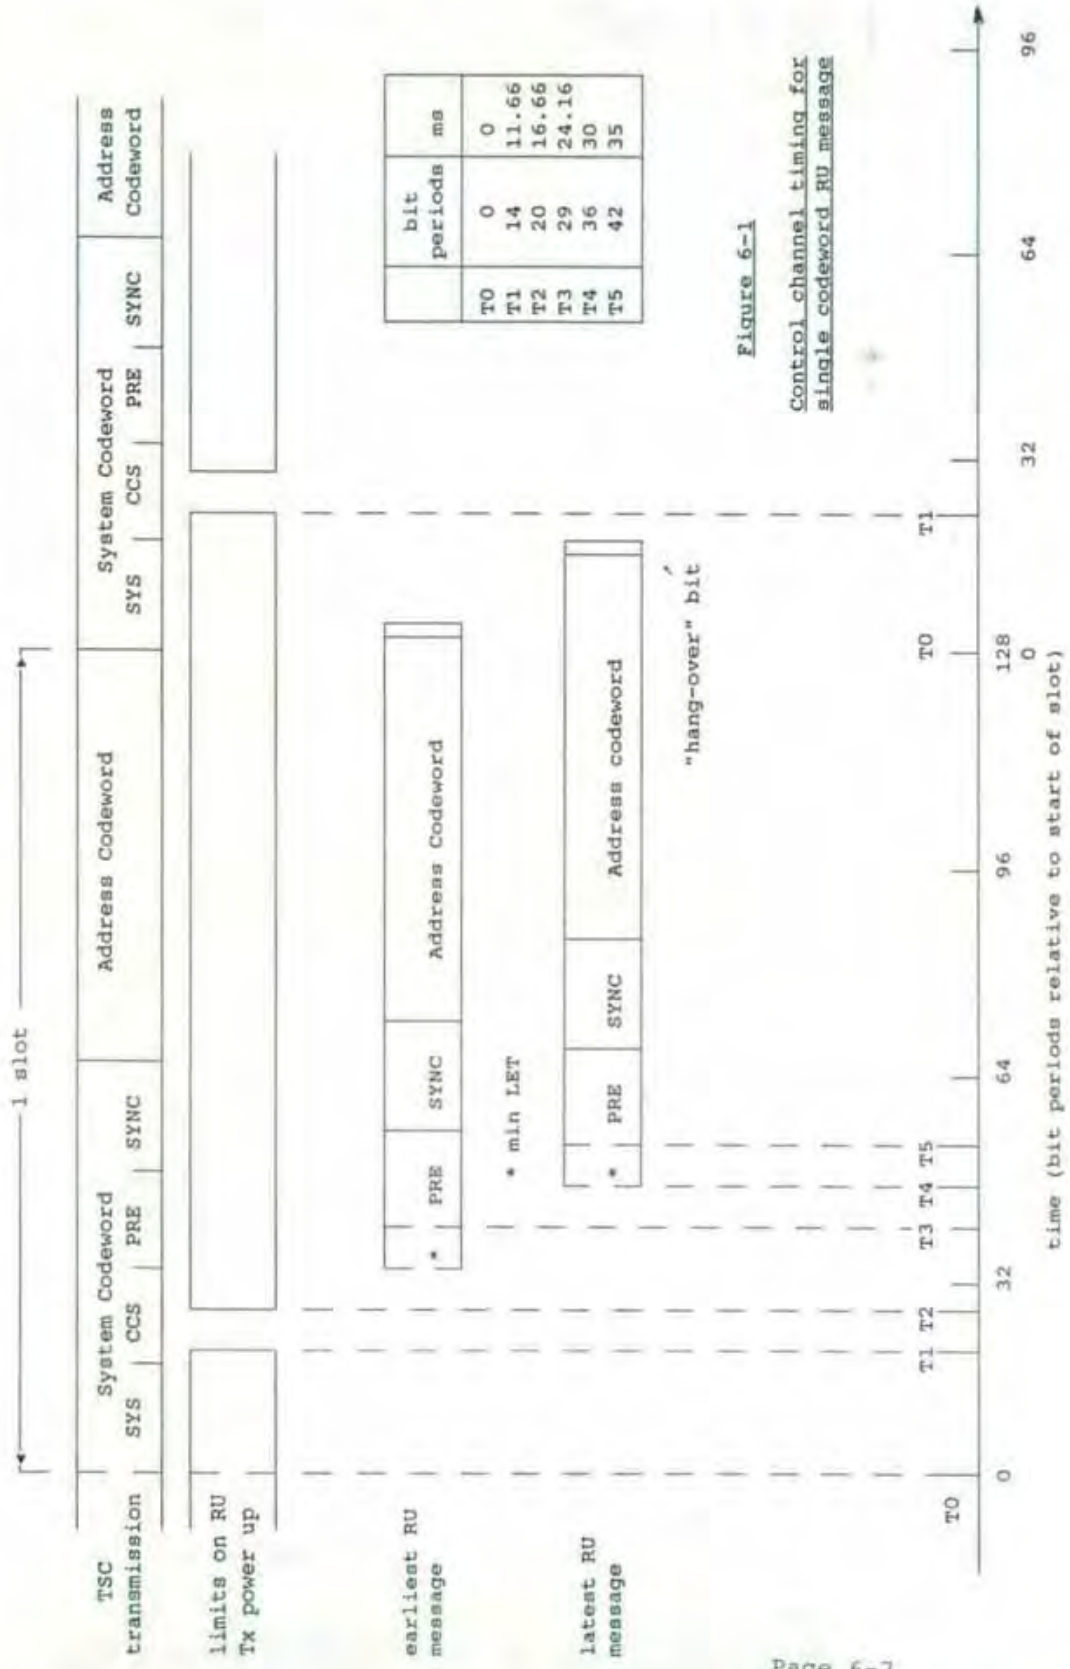 1 slot
TSC
transmission
System Codeword
SYS CCS PRE SYNC
Address Codeword
System Codeword
SYS CCS PRE SYNC
Address
Codeword
limits on RU
Tx power up
earliest RU
message
* PRE SYNC Address Codeword
* min LET
latest RU
message
* PRE SYNC Address codeword
"hang-over" bit
bit
periods ms
T0 0 0
T1 14 11.66
T2 20 16.66
T3 29 24.16
T4 36 30
T5 42 35
Figure 6-1
Control channel timing for
single codeword RU message
T0 T1 T2 T3 T4 T5 T0 T1
0 32 64 96 128 32 64 96
0
time (bit periods relative to start of slot)
Page 6-7